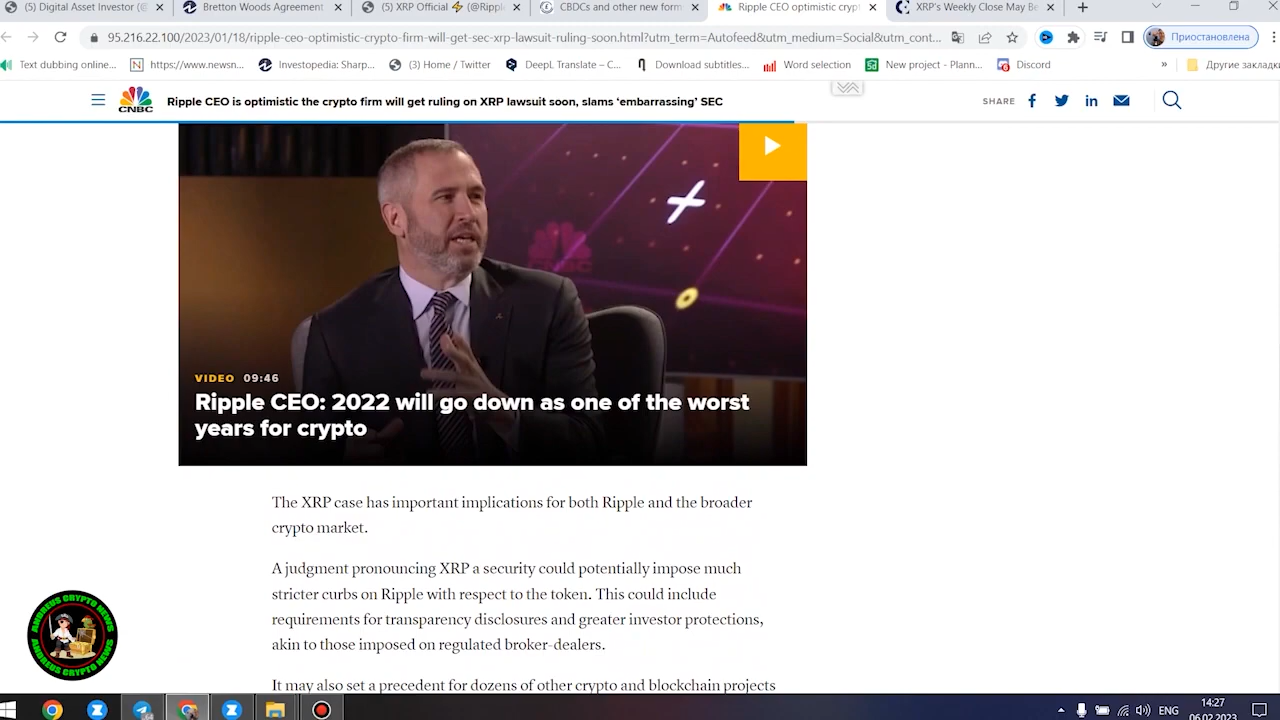 (5) Digital Asset Investor (@
Bretton Woods Agreement
(5) XRP Official ⚡ (@Rippl
CBDCs and other new form
Ripple CEO optimistic crypt
XRP's Weekly Close May Be
95.216.22.100/2023/01/18/ripple-ceo-optimistic-crypto-firm-will-get-sec-xrp-lawsuit-ruling-soon.html?utm_term=Autofeed&utm_medium=Social&utm_cont...
Приостановлена
Text dubbing online...
https://www.newsn...
Investopedia: Sharp...
(3) Home / Twitter
DeepL Translate – C...
Download subtitles...
Word selection
New project - Plann...
Discord
»
Другие закладки
CNBC
Ripple CEO is optimistic the crypto firm will get ruling on XRP lawsuit soon, slams ‘embarrassing’ SEC
SHARE
VIDEO 09:46
Ripple CEO: 2022 will go down as one of the worst
years for crypto
The XRP case has important implications for both Ripple and the broader
crypto market.
A judgment pronouncing XRP a security could potentially impose much
stricter curbs on Ripple with respect to the token. This could include
requirements for transparency disclosures and greater investor protections,
akin to those imposed on regulated broker-dealers.
It may also set a precedent for dozens of other crypto and blockchain projects
ANDREUS CRYPTO NEWS
ANDREUS CRYPTO NEWS
ENG
14:27
06.02.2023